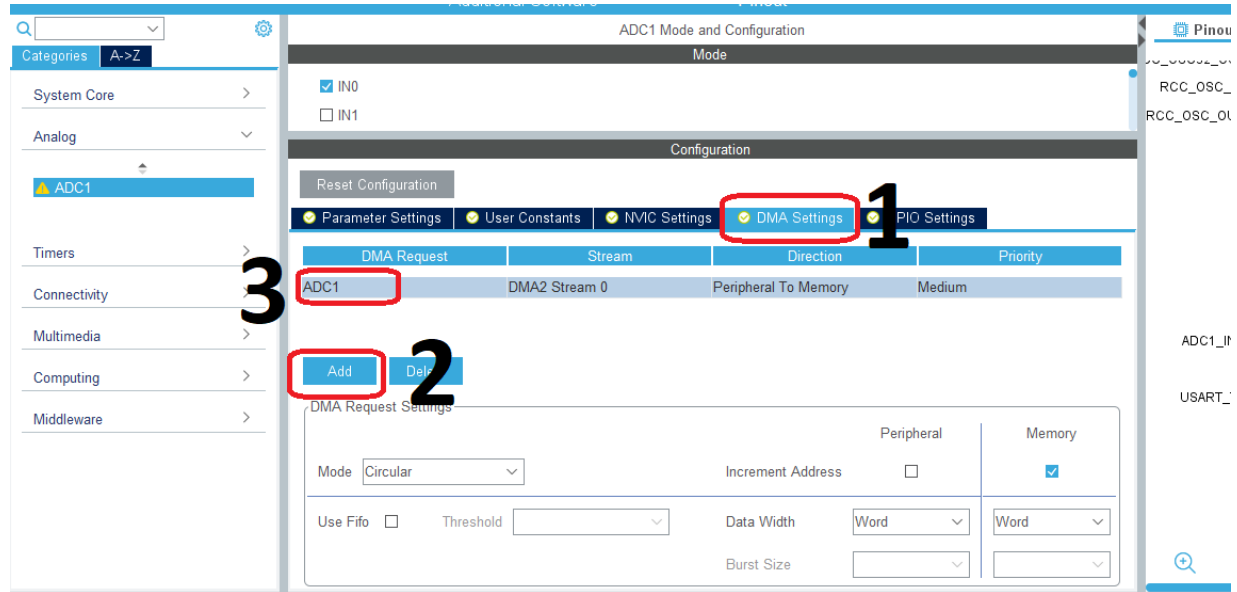 ADC1 Mode and Configuration
Pinou
Categories
A->Z
Mode
System Core
IN0
RCC_OSC_
IN1
RCC_OSC_OU
Analog
Configuration
ADC1
Reset Configuration
1
Parameter Settings
User Constants
NVIC Settings
DMA Settings
PIO Settings
Timers
DMA Request
Stream
Direction
Priority
3
Connectivity
ADC1
DMA2 Stream 0
Peripheral To Memory
Medium
Multimedia
ADC1_IN
2
Computing
Add
Dele
USART_
DMA Request Settings
Middleware
Peripheral
Memory
Mode
Circular
Increment Address
Use Fifo
Threshold
Data Width
Word
Word
Burst Size